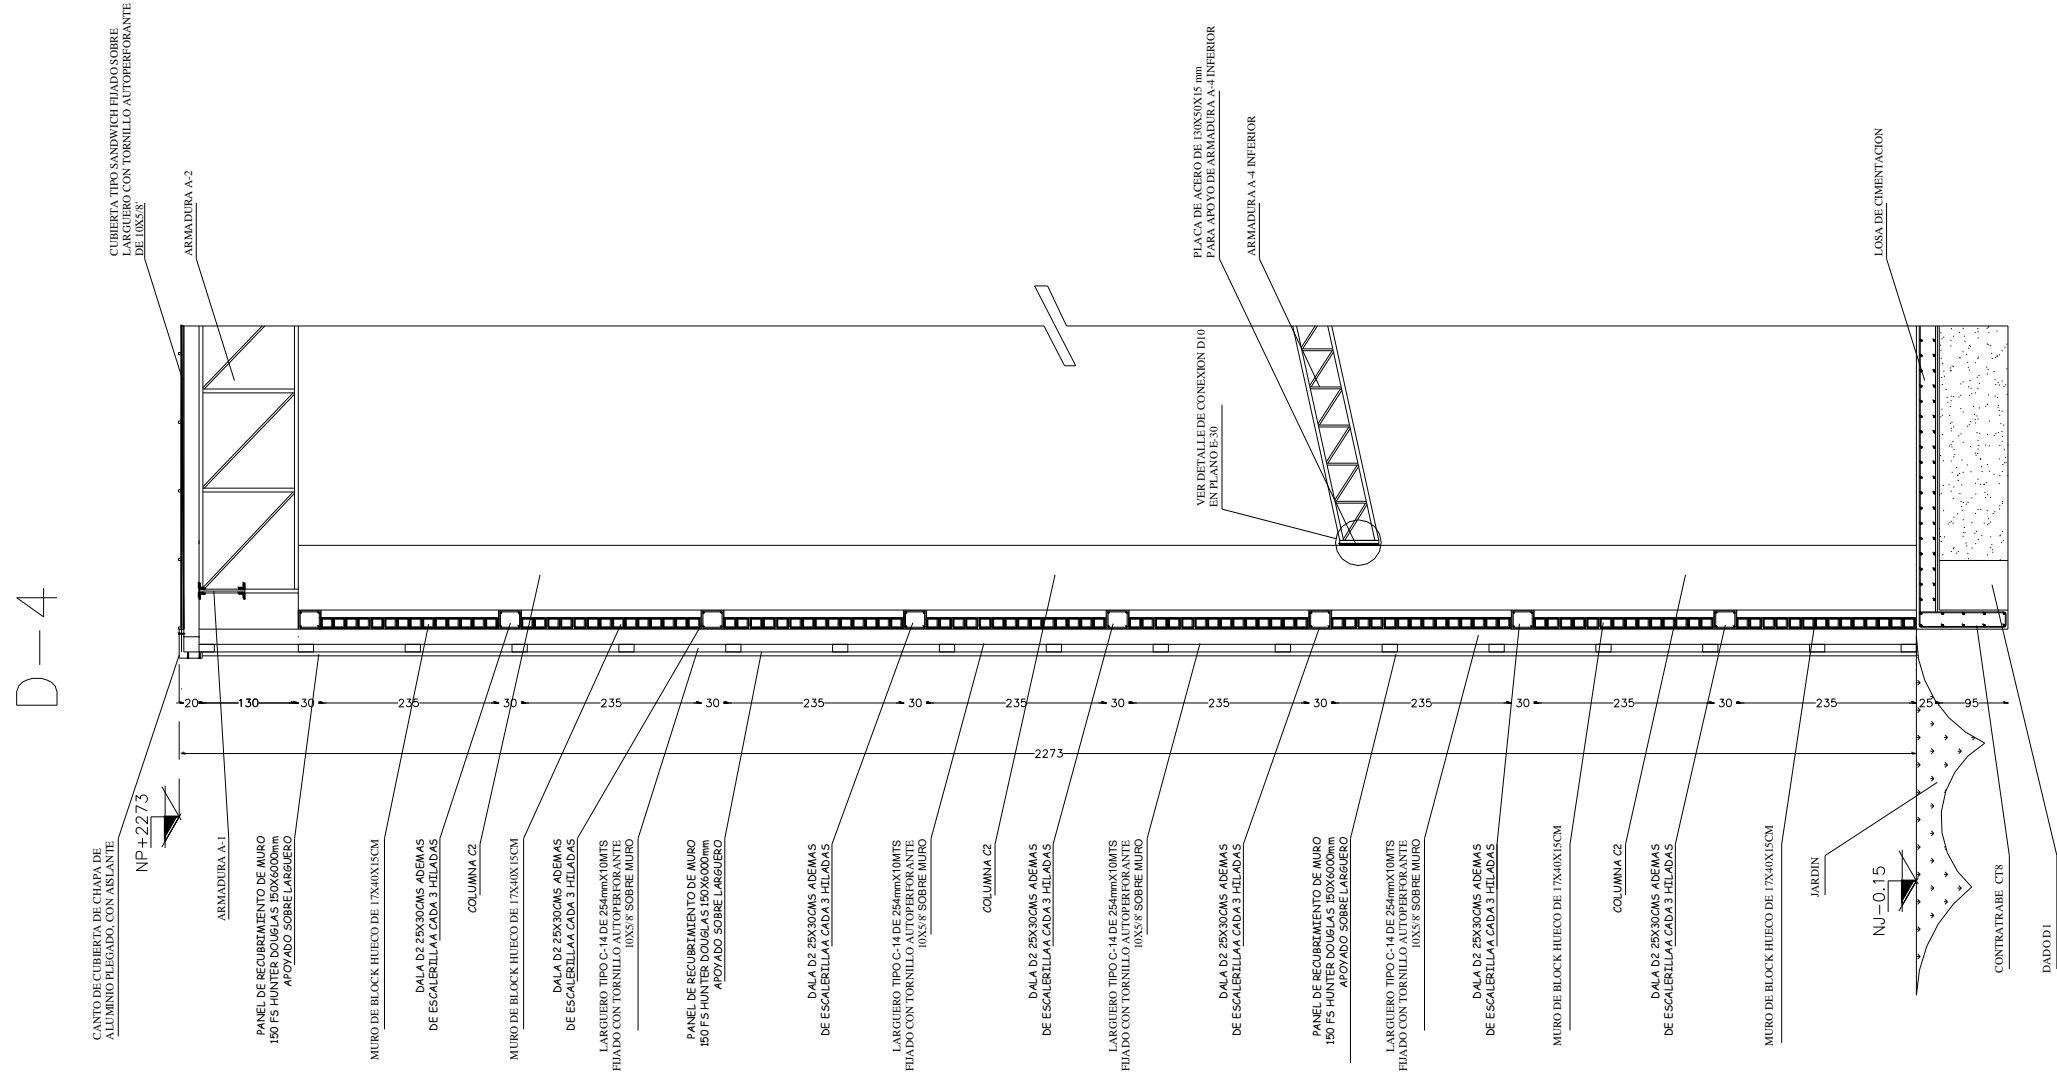 D-4
CUBIERTA TIPO SANDWICH FIJADO SOBRE
LARGUERO CON TORNILLO AUTOPERFORANTE
DE 10X5/8'
ARMADURA A-2
PLACA DE ACERO DE 130X50X15 mm
PARA APOYO DE ARMADURA A-4 INFERIOR
ARMADURA A-4 INFERIOR
LOSA DE CIMENTACION
VER DETALLE DE CONEXION D10
EN PLANO E-30
20
130
30
235
30
235
30
235
30
235
30
235
30
235
30
235
30
235
25
95
2273
NP+2273
NJ-0.15
CANTO DE CUBIERTA DE CHAPA DE
ALUMINIO PLEGADO, CON AISLANTE
ARMADURA A-1
PANEL DE RECUBRIMIENTO DE MURO
150 FS HUNTER DOUGLAS 150X6000mm
APOYADO SOBRE LARGUERO
MURO DE BLOCK HUECO DE 17X40X15CM
DALA D2 25X30CMS ADEMAS
DE ESCALERILLA A CADA 3 HILADAS
COLUMNA C2
MURO DE BLOCK HUECO DE 17X40X15CM
DALA D2 25X30CMS ADEMAS
DE ESCALERILLA A CADA 3 HILADAS
LARGUERO TIPO C-14 DE 254mmX10MTS
FIJADO CON TORNILLO AUTOPERFORANTE
10X5/8' SOBRE MURO
PANEL DE RECUBRIMIENTO DE MURO
150 FS HUNTER DOUGLAS 150X6000mm
APOYADO SOBRE LARGUERO
DALA D2 25X30CMS ADEMAS
DE ESCALERILLA A CADA 3 HILADAS
LARGUERO TIPO C-14 DE 254mmX10MTS
FIJADO CON TORNILLO AUTOPERFORANTE
10X5/8' SOBRE MURO
COLUMNA C2
DALA D2 25X30CMS ADEMAS
DE ESCALERILLA A CADA 3 HILADAS
LARGUERO TIPO C-14 DE 254mmX10MTS
FIJADO CON TORNILLO AUTOPERFORANTE
10X5/8' SOBRE MURO
DALA D2 25X30CMS ADEMAS
DE ESCALERILLA A CADA 3 HILADAS
PANEL DE RECUBRIMIENTO DE MURO
150 FS HUNTER DOUGLAS 150X6000mm
APOYADO SOBRE LARGUERO
LARGUERO TIPO C-14 DE 254mmX10MTS
FIJADO CON TORNILLO AUTOPERFORANTE
10X5/8' SOBRE MURO
DALA D2 25X30CMS ADEMAS
DE ESCALERILLA A CADA 3 HILADAS
MURO DE BLOCK HUECO DE 17X40X15CM
COLUMNA C2
DALA D2 25X30CMS ADEMAS
DE ESCALERILLA A CADA 3 HILADAS
MURO DE BLOCK HUECO DE 17X40X15CM
JARDIN
CONTRATRABE CT8
DADO D1